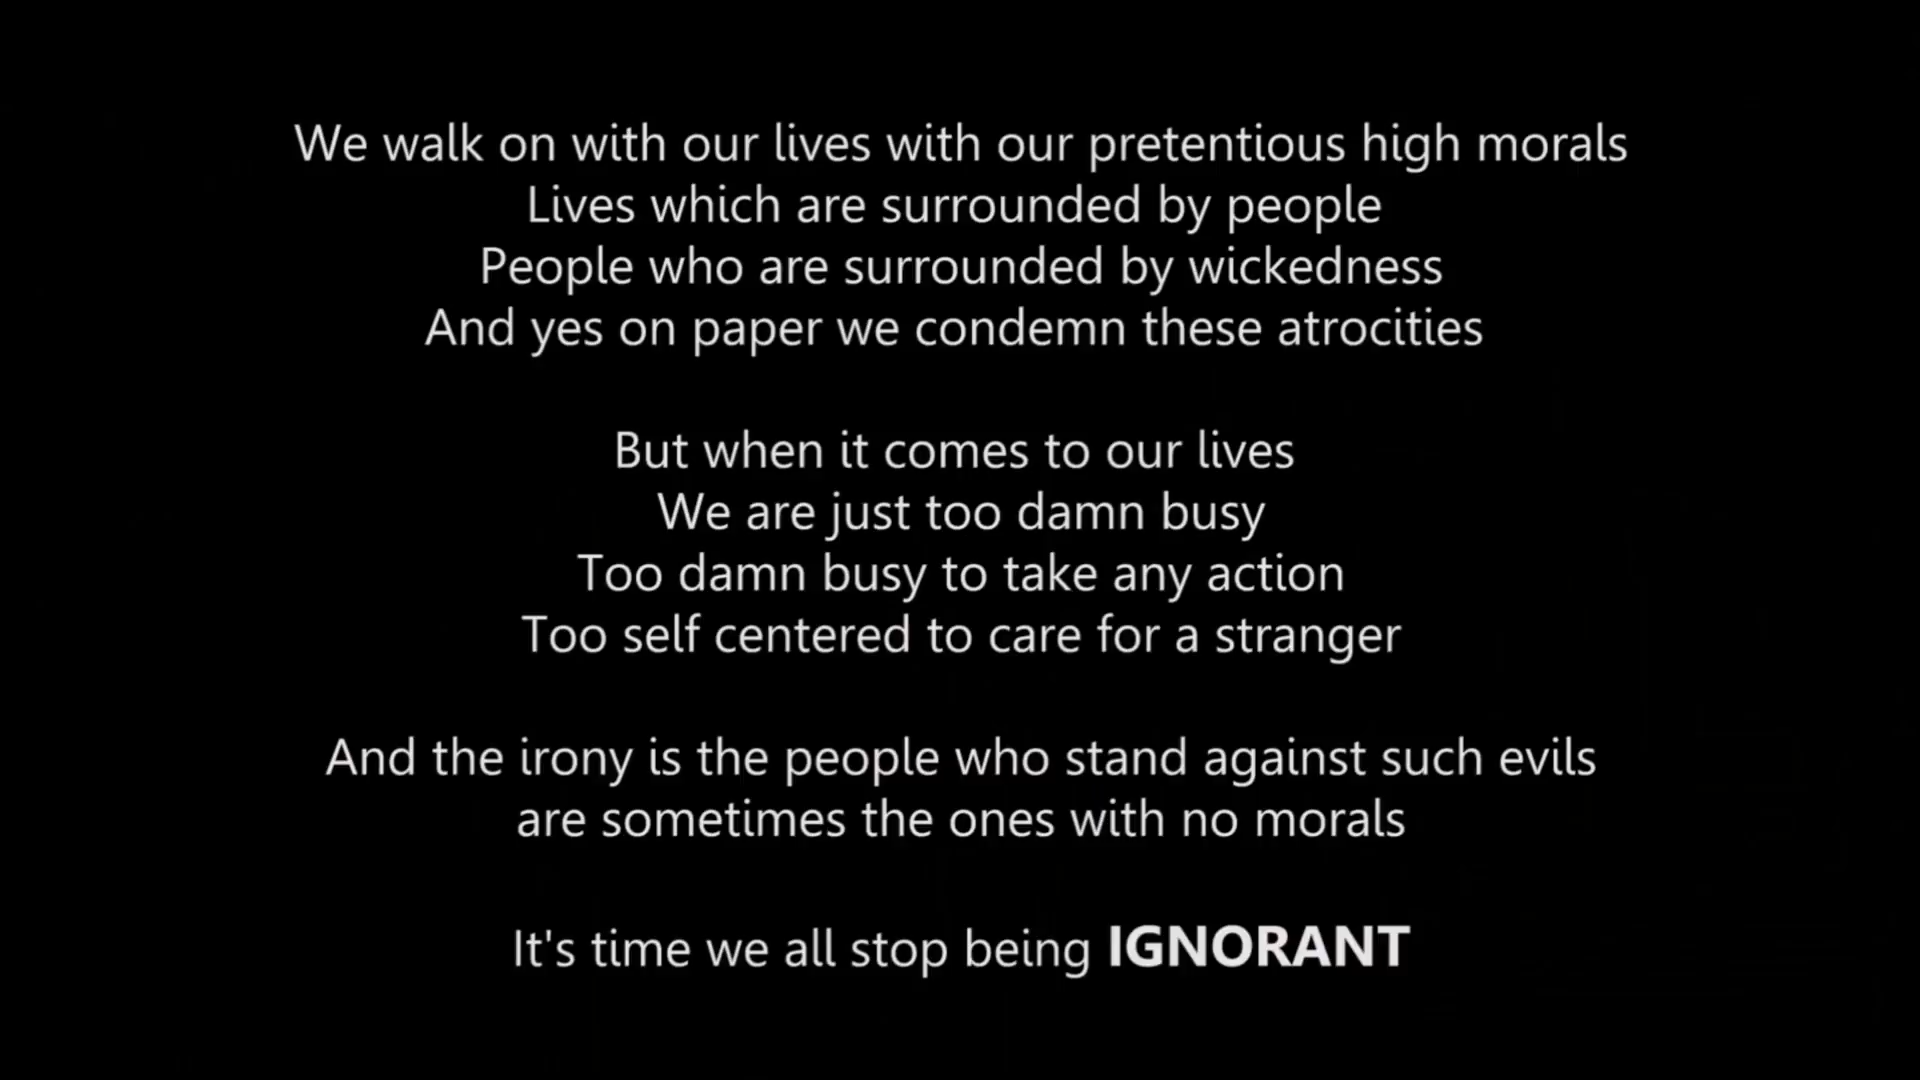 We walk on with our lives with our pretentious high morals
Lives which are surrounded by people
People who are surrounded by wickedness
And yes on paper we condemn these atrocities
But when it comes to our lives
We are just too damn busy
Too damn busy to take any action
Too self centered to care for a stranger
And the irony is the people who stand against such evils
are sometimes the ones with no morals
It's time we all stop being IGNORANT